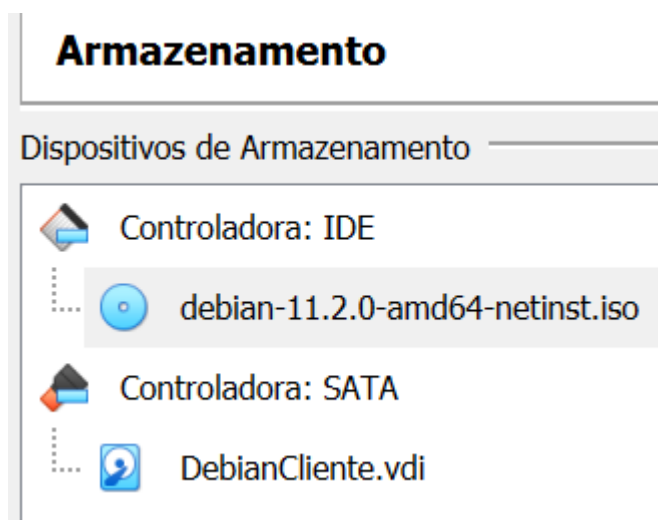 Armazenamento
Dispositivos de Armazenamento
Controladora: IDE
debian-11.2.0-amd64-netinst.iso
Controladora: SATA
DebianCliente.vdi